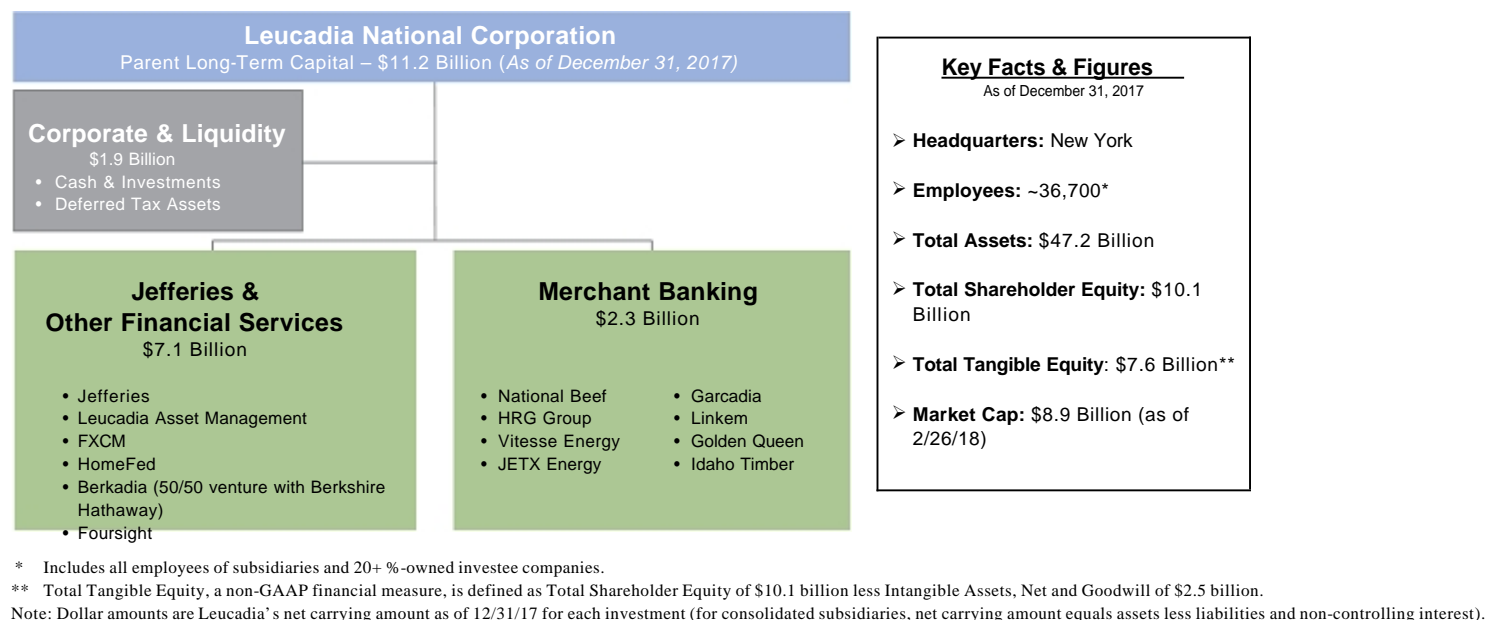 Leucadia National Corporation
Parent Long-Term Capital – $11.2 Billion (As of December 31, 2017)
Corporate & Liquidity
$1.9 Billion
• Cash & Investments
• Deferred Tax Assets
Jefferies &
Other Financial Services
$7.1 Billion
• Jefferies
• Leucadia Asset Management
• FXCM
• HomeFed
• Berkadia (50/50 venture with Berkshire
Hathaway)
• Foursight
Merchant Banking
$2.3 Billion
• National Beef
• HRG Group
• Vitesse Energy
• JETX Energy
• Garcadia
• Linkem
• Golden Queen
• Idaho Timber
Key Facts & Figures
As of December 31, 2017
➢ Headquarters: New York
➢ Employees: ~36,700*
➢ Total Assets: $47.2 Billion
➢ Total Shareholder Equity: $10.1
Billion
➢ Total Tangible Equity: $7.6 Billion**
➢ Market Cap: $8.9 Billion (as of
2/26/18)
* Includes all employees of subsidiaries and 20+ %-owned investee companies.
** Total Tangible Equity, a non-GAAP financial measure, is defined as Total Shareholder Equity of $10.1 billion less Intangible Assets, Net and Goodwill of $2.5 billion.
Note: Dollar amounts are Leucadia's net carrying amount as of 12/31/17 for each investment (for consolidated subsidiaries, net carrying amount equals assets less liabilities and non-controlling interest).